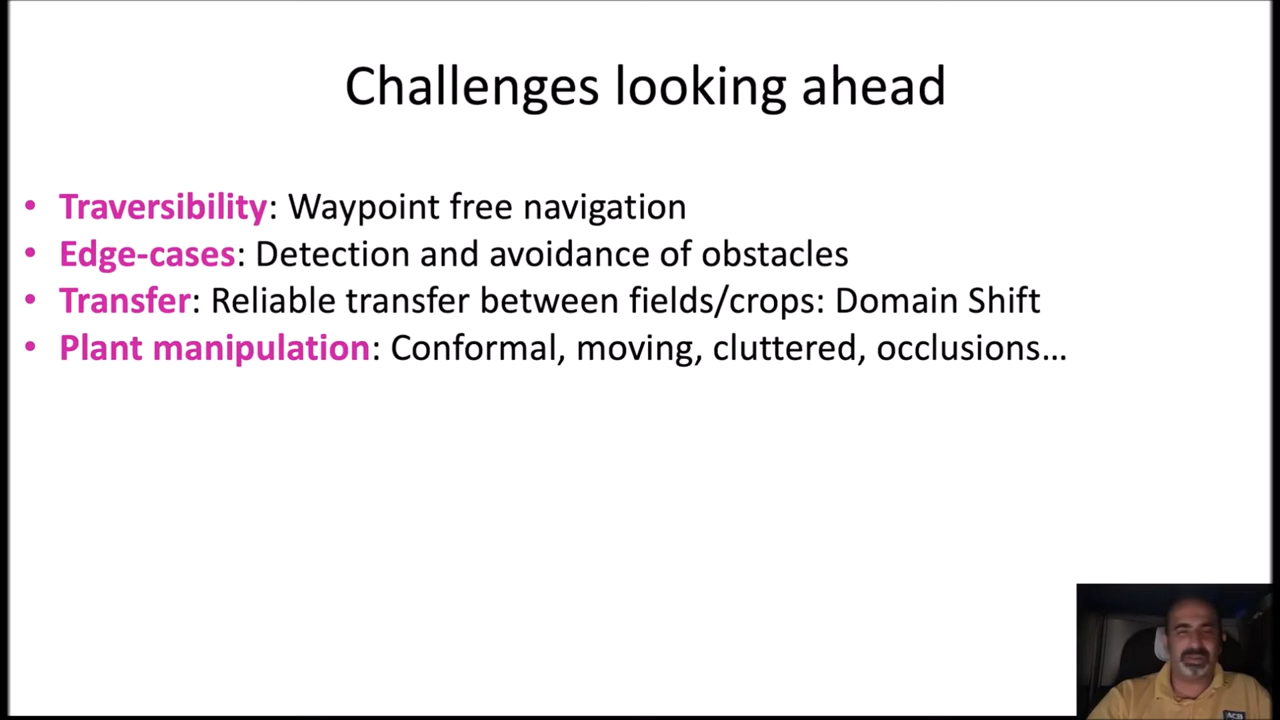 Challenges looking ahead
• Traversibility: Waypoint free navigation
• Edge-cases: Detection and avoidance of obstacles
• Transfer: Reliable transfer between fields/crops: Domain Shift
• Plant manipulation: Conformal, moving, cluttered, occlusions...